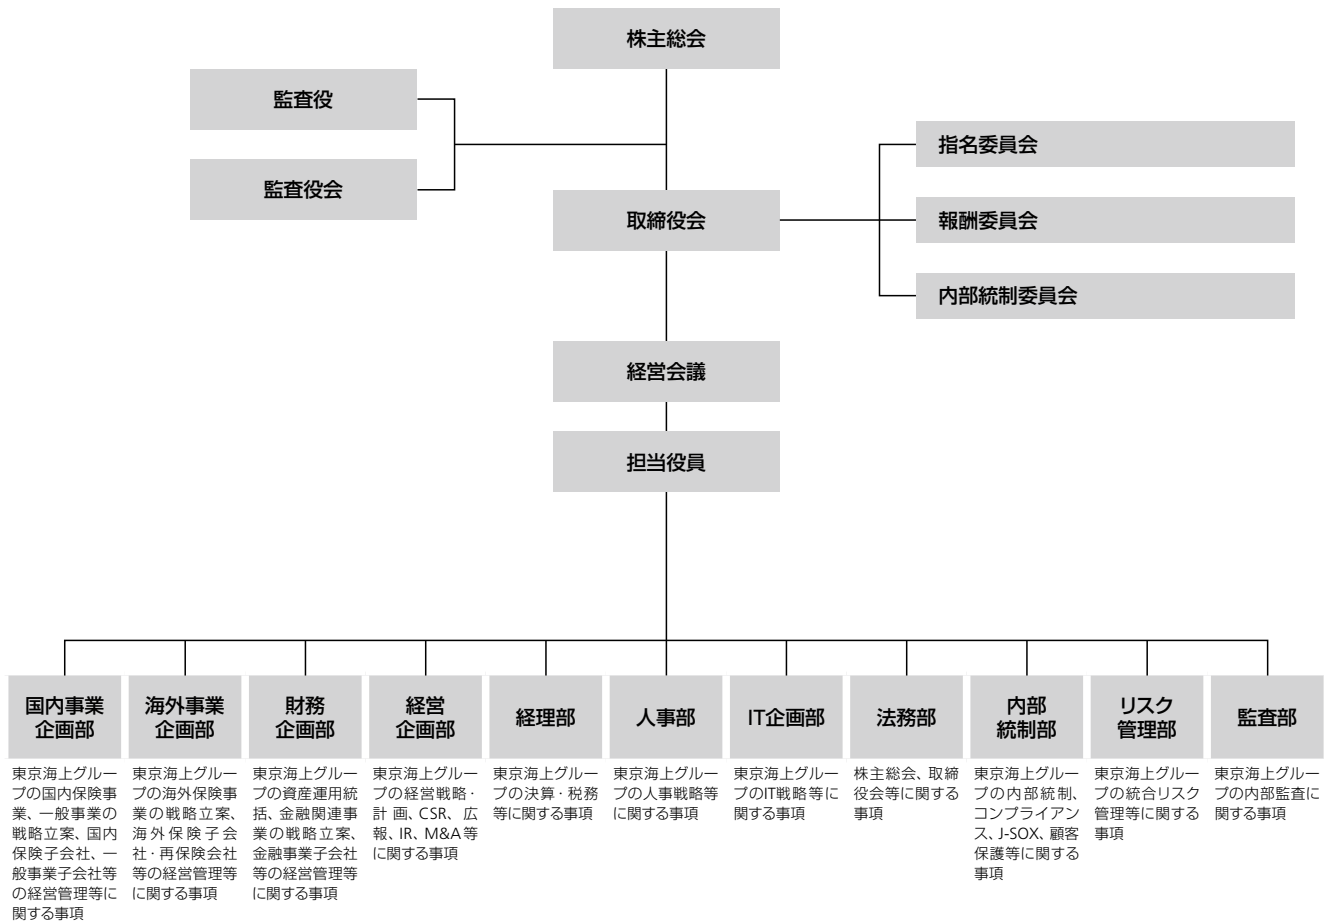 株主総会
監査役
監査役会
指名委員会
取締役会
報酬委員会
内部統制委員会
経営会議
担当役員
国内事業
企画部
東京海上グルー
プの国内保険事
業、一般事業の
戦略立案、国内
保険子会社、一
般事業子会社等
の経営管理等に
関する事項
海外事業
企画部
東京海上グルー
プの海外保険事
業の戦略立案、
海外保険子会
社・再保険会社
等の経営管理等
に関する事項
財務
企画部
東京海上グルー
プの資産運用統
括、金融関連事
業の戦略立案、
金融事業子会社
等の経営管理等
に関する事項
経営
企画部
東京海上グルー
プの経営戦略・
計画、CSR、広
報、IR、M&A等
に関する事項
経理部
東京海上グルー
プの決算・税務
等に関する事項
人事部
東京海上グルー
プの人事戦略等
に関する事項
IT企画部
東京海上グルー
プのIT戦略等に
関する事項
法務部
株主総会、取締
役会等に関する
事項
内部
統制部
東京海上グルー
プの内部統制、
コンプライアン
ス、J-SOX、顧客
保護等に関する
事項
リスク
管理部
東京海上グルー
プの統合リスク
管理等に関する
事項
監査部
東京海上グルー
プの内部監査に
関する事項